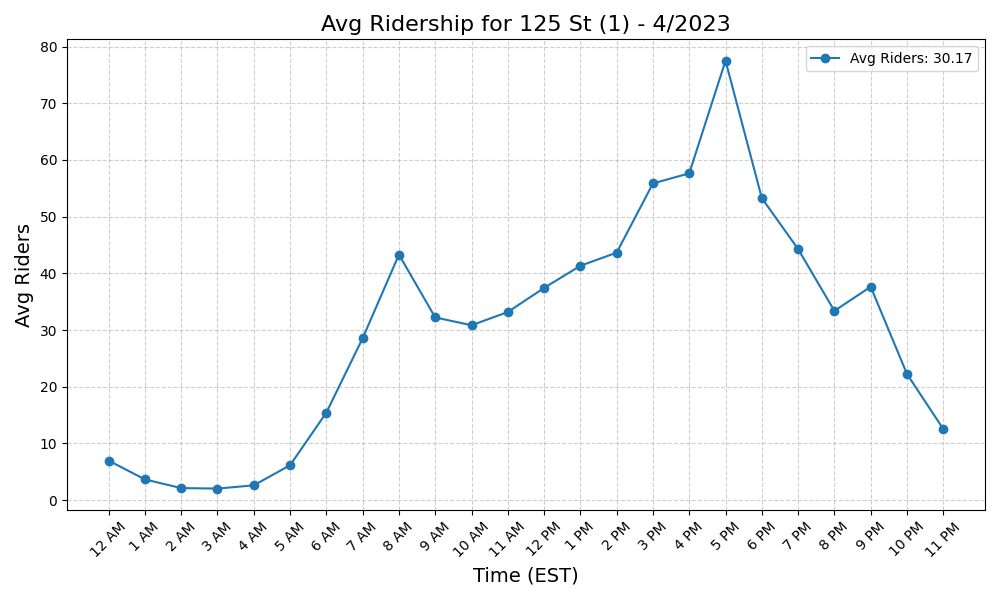 Avg Ridership for 125 St (1) - 4/2023
Avg Riders: 30.17
Avg Riders
80
70
60
50
40
30
20
10
0
12 AM
1 AM
2 AM
3 AM
4 AM
5 AM
6 AM
7 AM
8 AM
9 AM
10 AM
11 AM
12 PM
1 PM
2 PM
3 PM
4 PM
5 PM
6 PM
7 PM
8 PM
9 PM
10 PM
11 PM
Time (EST)